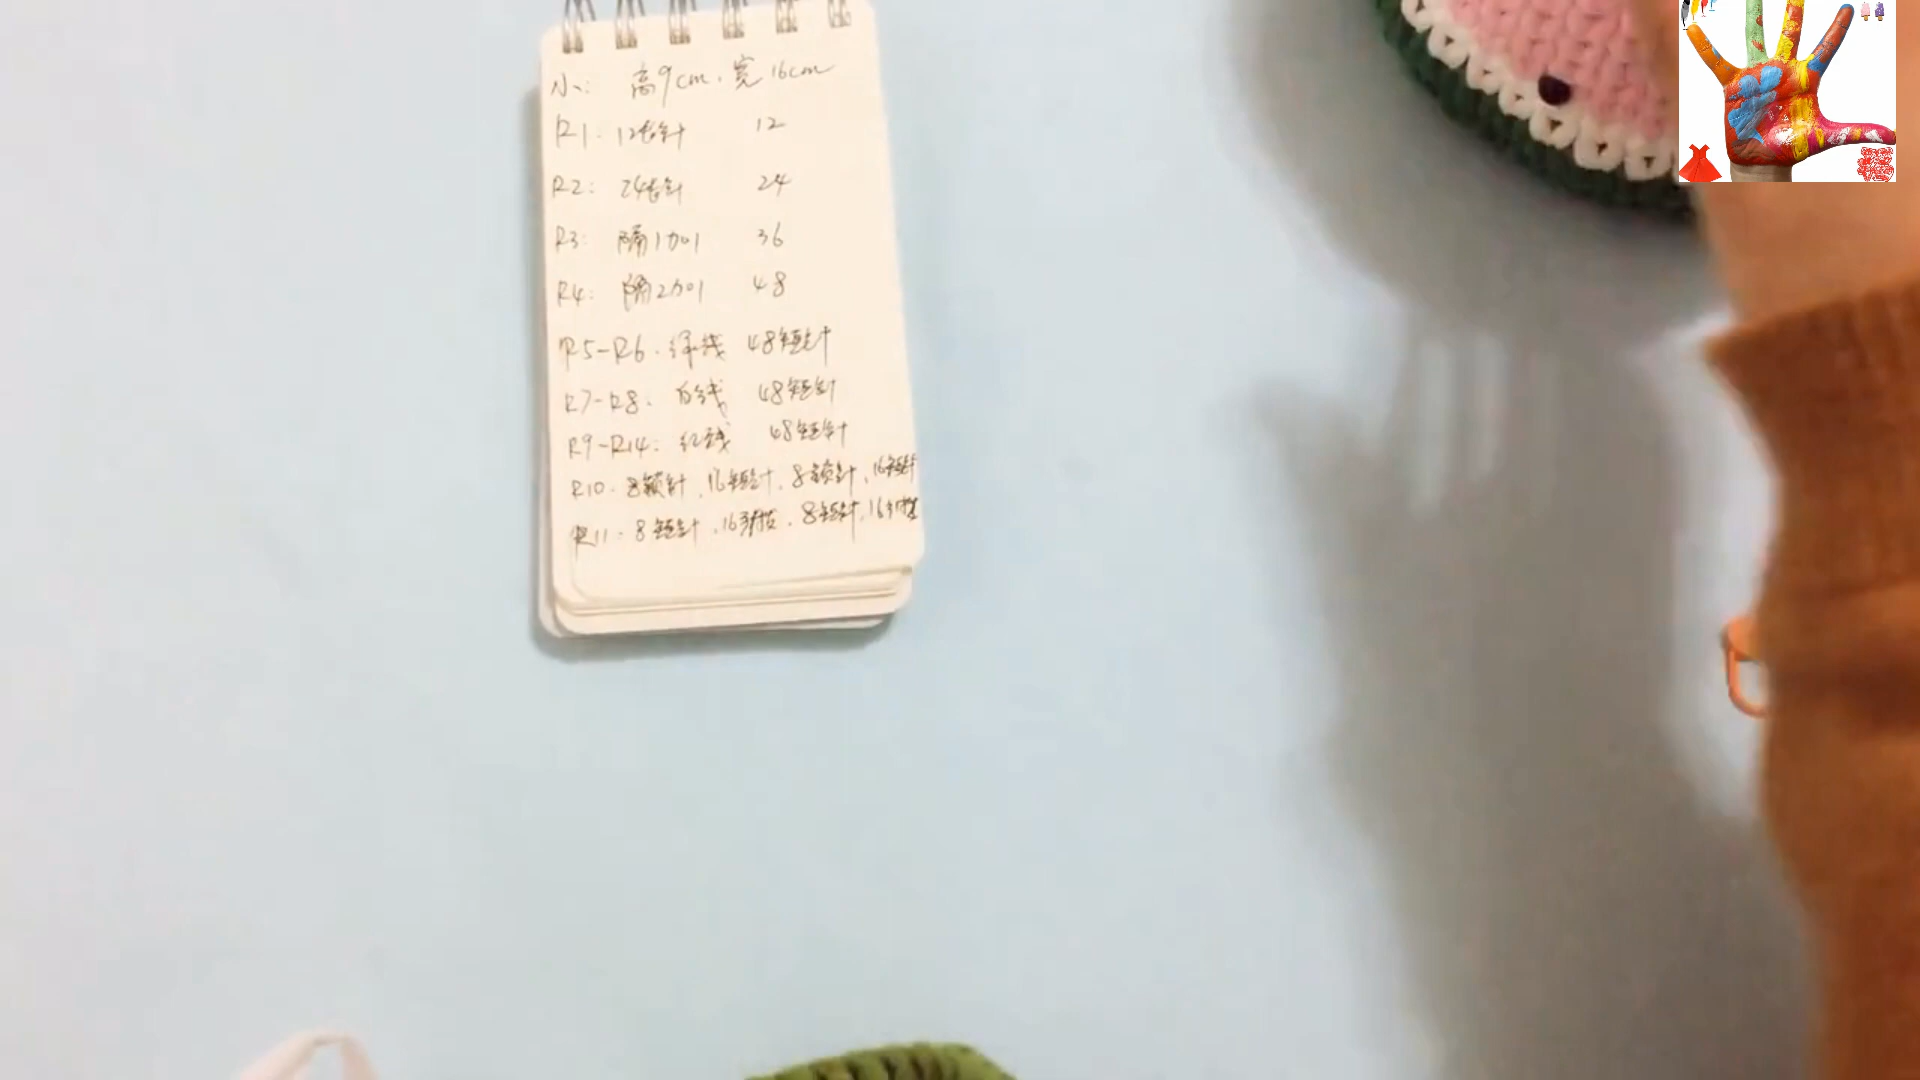 小: 高9cm.宽16cm
R1. 12长针 12
R2: 24长针 24
R3: 隔1加1 36
R4: 隔2加1 48
R5-R6. 绿线 48短针
R7-R8. 白线 48短针
R9-R14: 红线 48短针
R10. 8锁针,16短针,8锁针,16短针
R11. 8短针,16引拔,8短针,16引拔